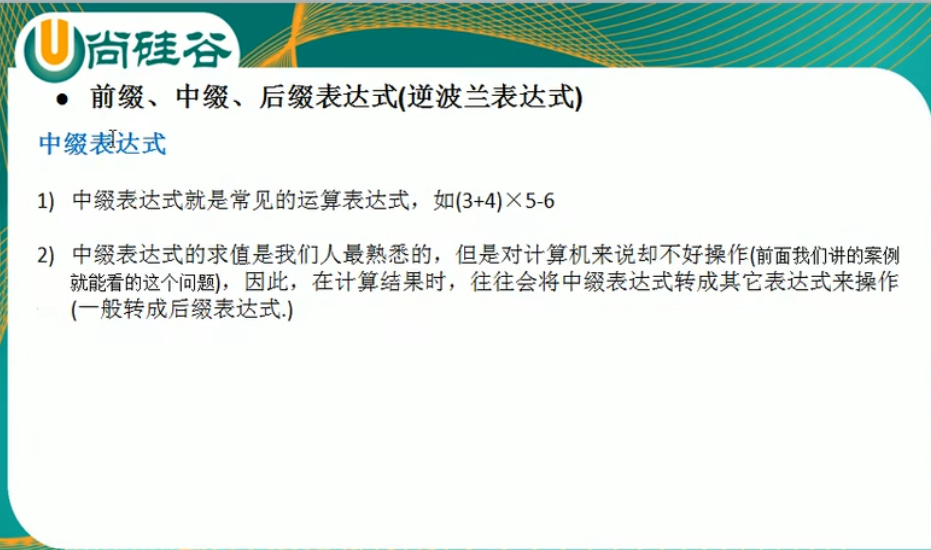 尚硅谷
● 前缀、中缀、后缀表达式(逆波兰表达式)
中缀表达式
1) 中缀表达式就是常见的运算表达式，如(3+4)×5-6
2) 中缀表达式的求值是我们人最熟悉的，但是对计算机来说却不好操作(前面我们讲的案例
就能看的这个问题)，因此，在计算结果时，往往会将中缀表达式转成其它表达式来操作
(一般转成后缀表达式.)